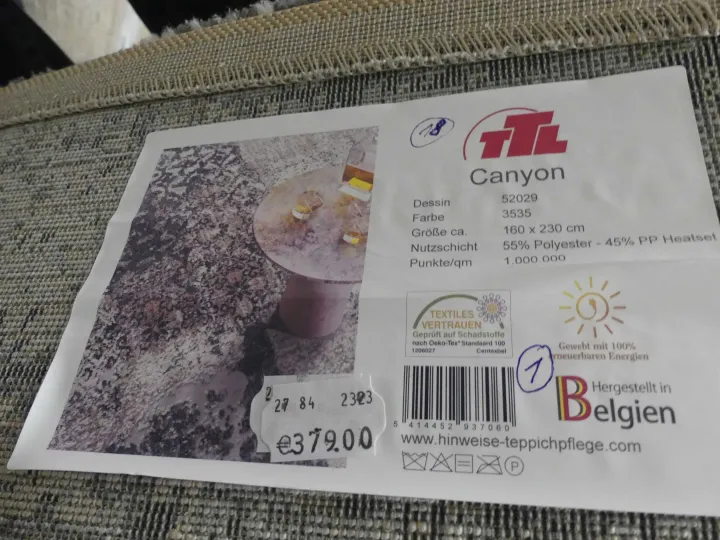 18
TTL
Canyon
Dessin 52029
Farbe 3535
Größe ca. 160 x 230 cm
Nutzschicht 55% Polyester - 45% PP Heatset
Punkte/qm 1.000.000
TEXTILES
VERTRAUEN
Geprüft auf Schadstoffe
nach Oeko-Tex® Standard 100
1206027 Centexbel
Gewebt mit 100%
erneuerbaren Energien
1
Hergestellt in
Belgien
5 414452 937060
www.hinweise-teppichpflege.com
P
27 84 2323
€379.00